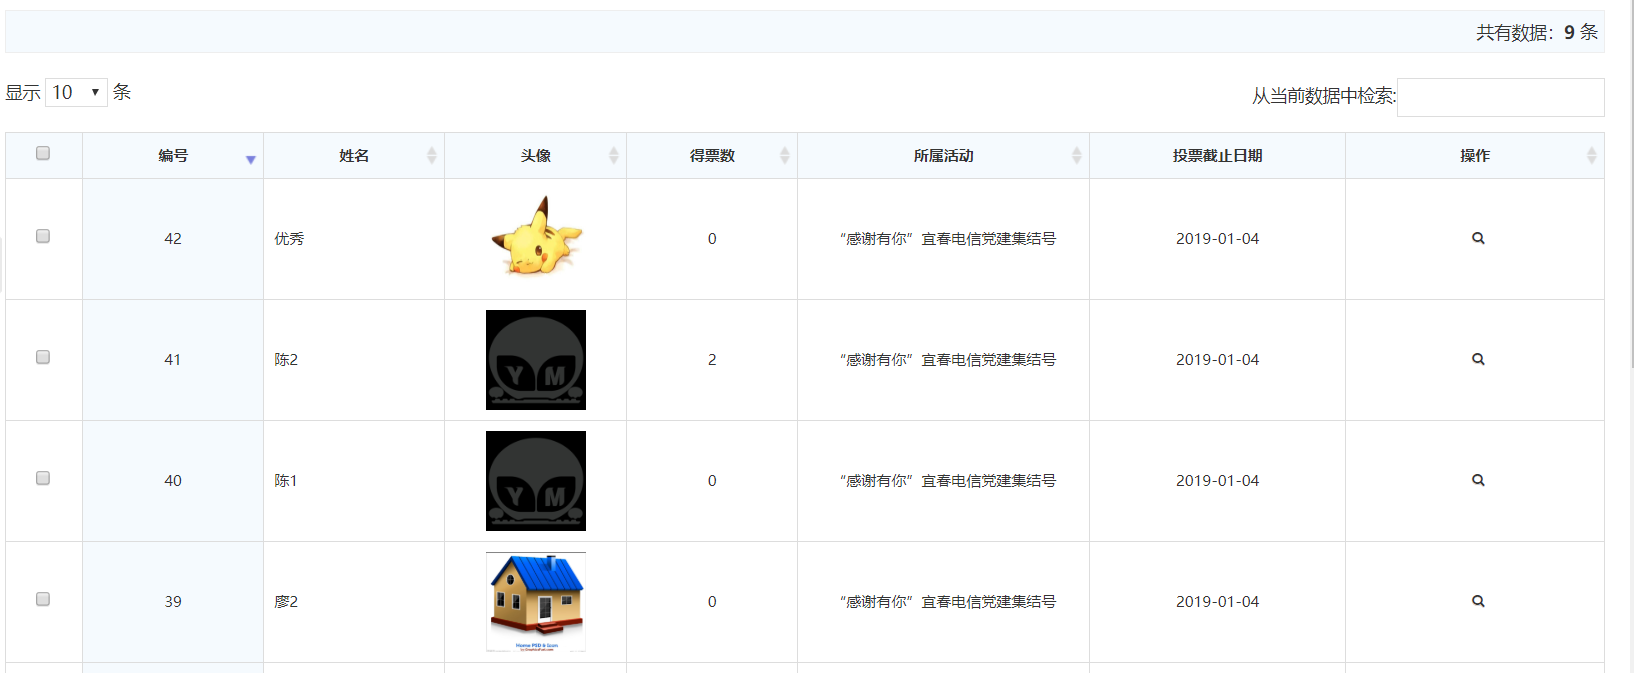 共有数据：9 条
显示 10 条
从当前数据中检索:
编号 姓名 头像 得票数 所属活动 投票截止日期 操作
42 优秀 0 “感谢有你”宜春电信党建集结号 2019-01-04
YM
41 陈2 2 “感谢有你”宜春电信党建集结号 2019-01-04
YM
40 陈1 0 “感谢有你”宜春电信党建集结号 2019-01-04
39 廖2 0 “感谢有你”宜春电信党建集结号 2019-01-04
Home PSD & Icon